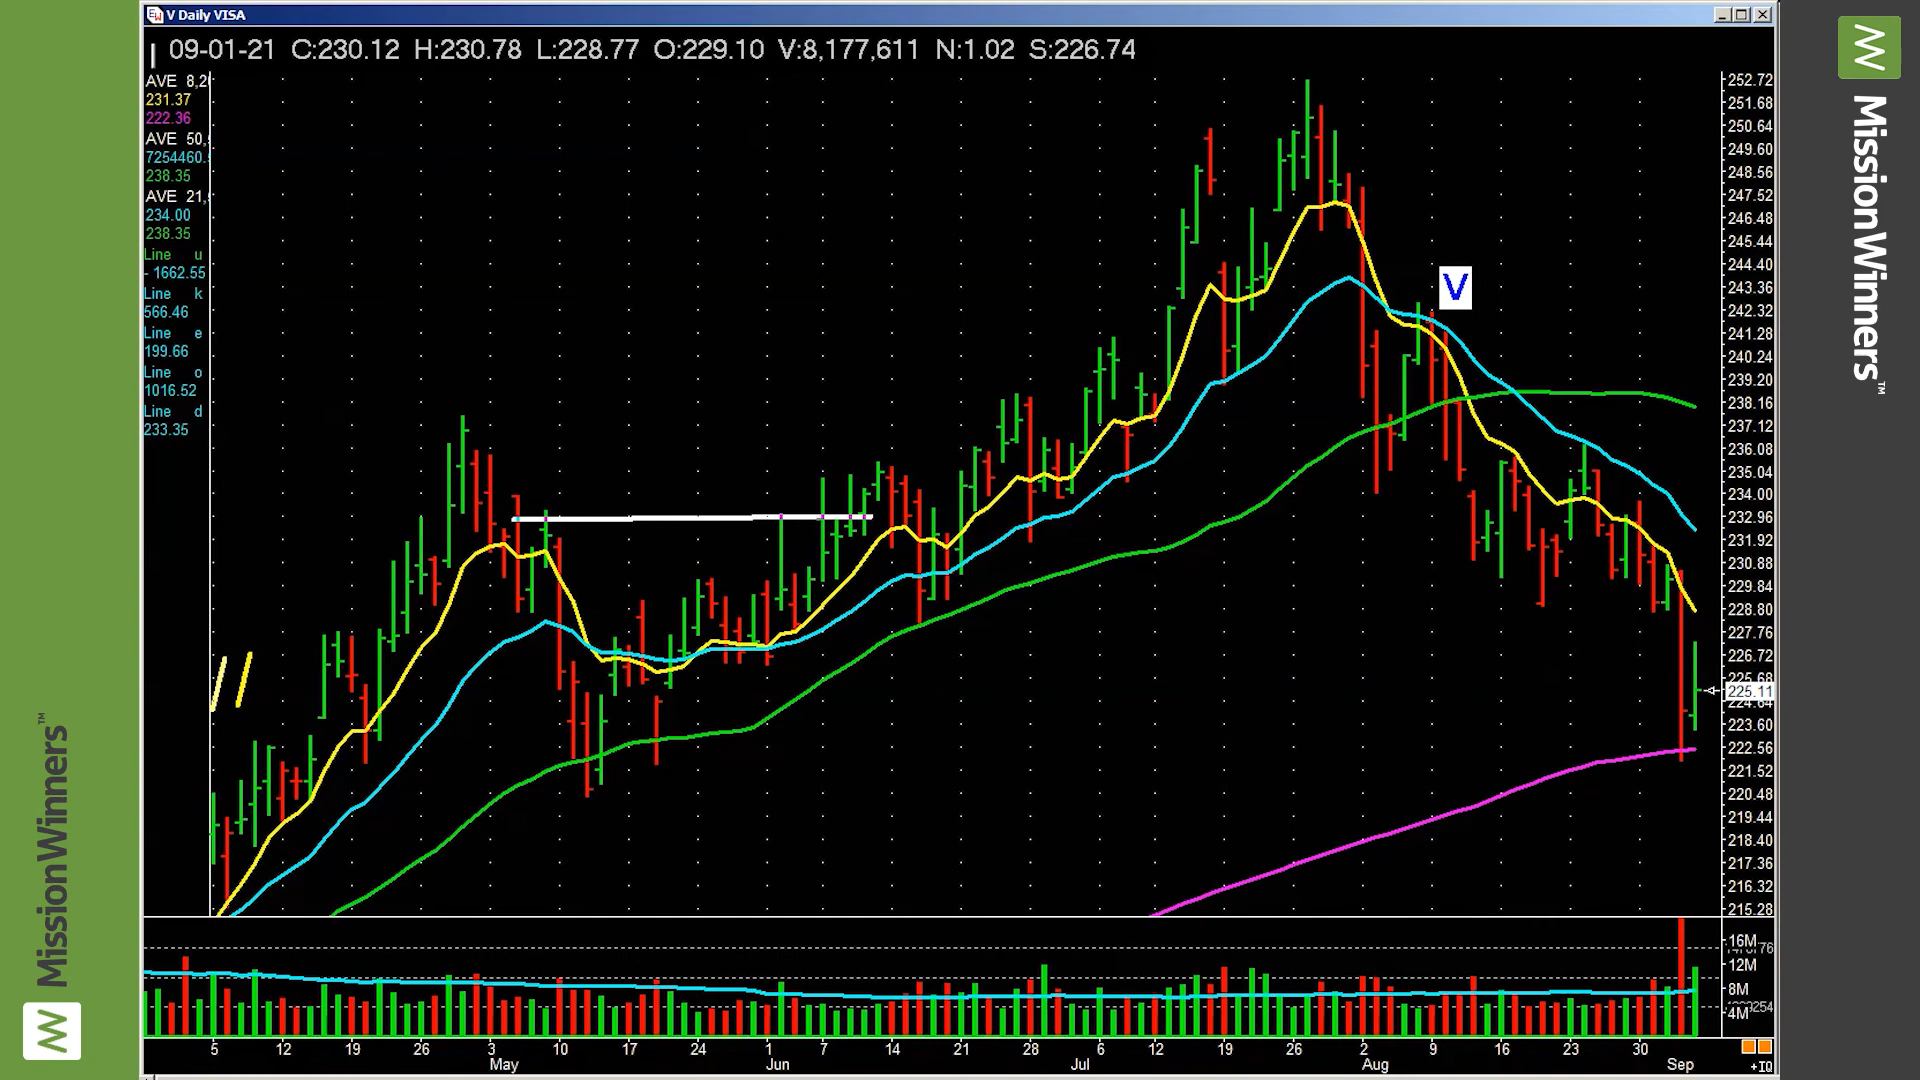 V Daily VISA
09-01-21 C:230.12 H:230.78 L:228.77 O:229.10 V:8,177,611 N:1.02 S:226.74
AVE 8,2
231.37
222.36
AVE 50,
7254460.
238.35
AVE 21,
234.00
238.35
Line u
- 1662.55
Line k
566.46
Line e
199.66
Line o
1016.52
Line d
233.35
V
252.72
251.68
250.64
249.60
248.56
247.52
246.48
245.44
244.40
243.36
242.32
241.28
240.24
239.20
238.16
237.12
236.08
235.04
234.00
232.96
231.92
230.88
229.84
228.80
227.76
226.72
225.68
225.11
224.64
223.60
222.56
221.52
220.48
219.44
218.40
217.36
216.32
215.28
16M
12M
8M
4M
5 12 19 26 3 10 17 24 1 7 14 21 28 6 12 19 26 2 9 16 23 30
May Jun Jul Aug Sep
+IQ
MissionWinners™
MissionWinners™